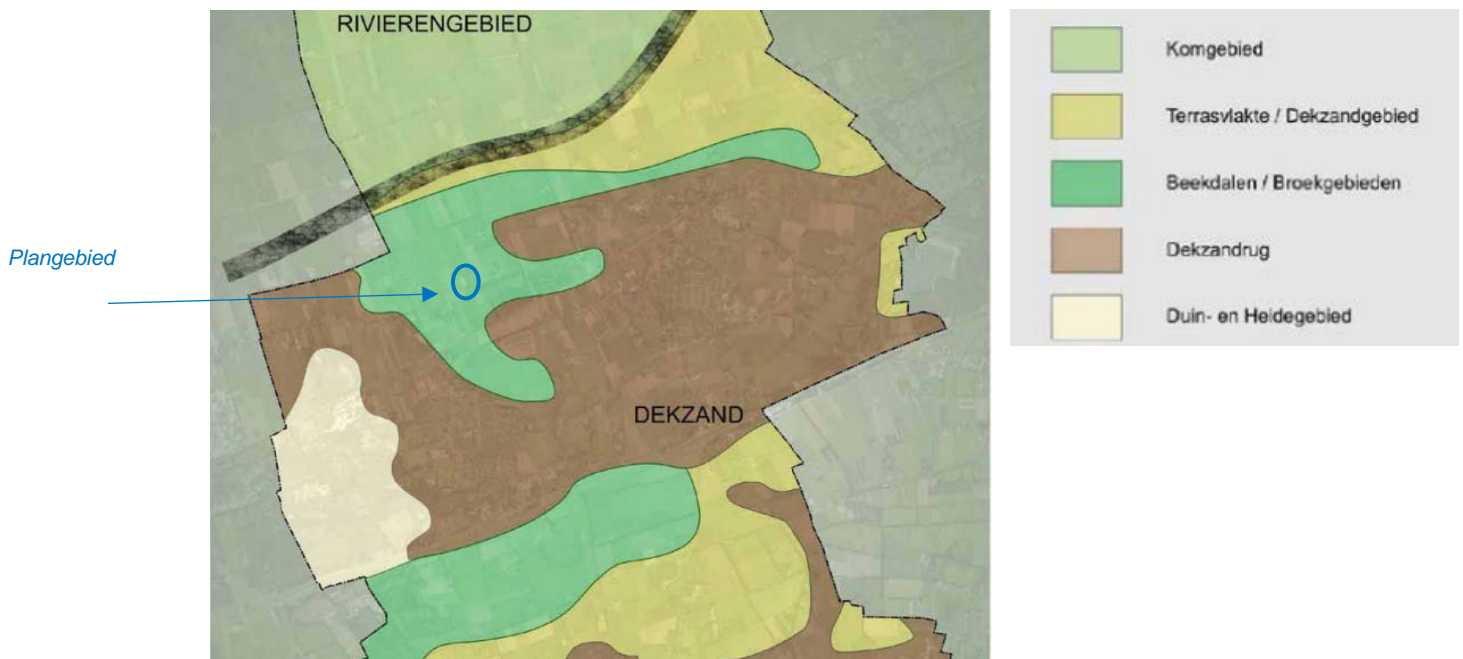 RIVIERENGEBIED
Plangebied
DEKZAND
Komgebied
Terrasvlakte / Dekzandgebied
Beekdalen / Broekgebieden
Dekzandrug
Duin- en Heidegebied